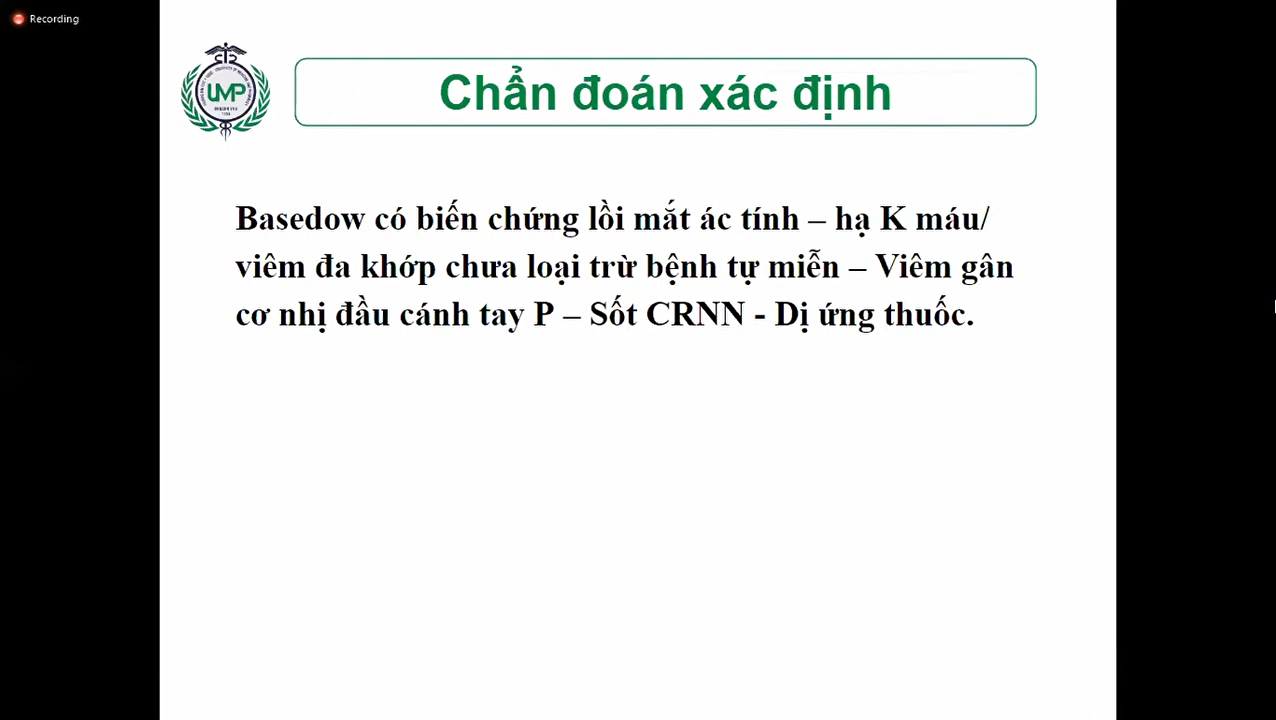 Recording
UMP
Chẩn đoán xác định
Basedow có biến chứng lồi mắt ác tính – hạ K máu/
viêm đa khớp chưa loại trừ bệnh tự miễn – Viêm gân
cơ nhị đầu cánh tay P – Sốt CRNN - Dị ứng thuốc.